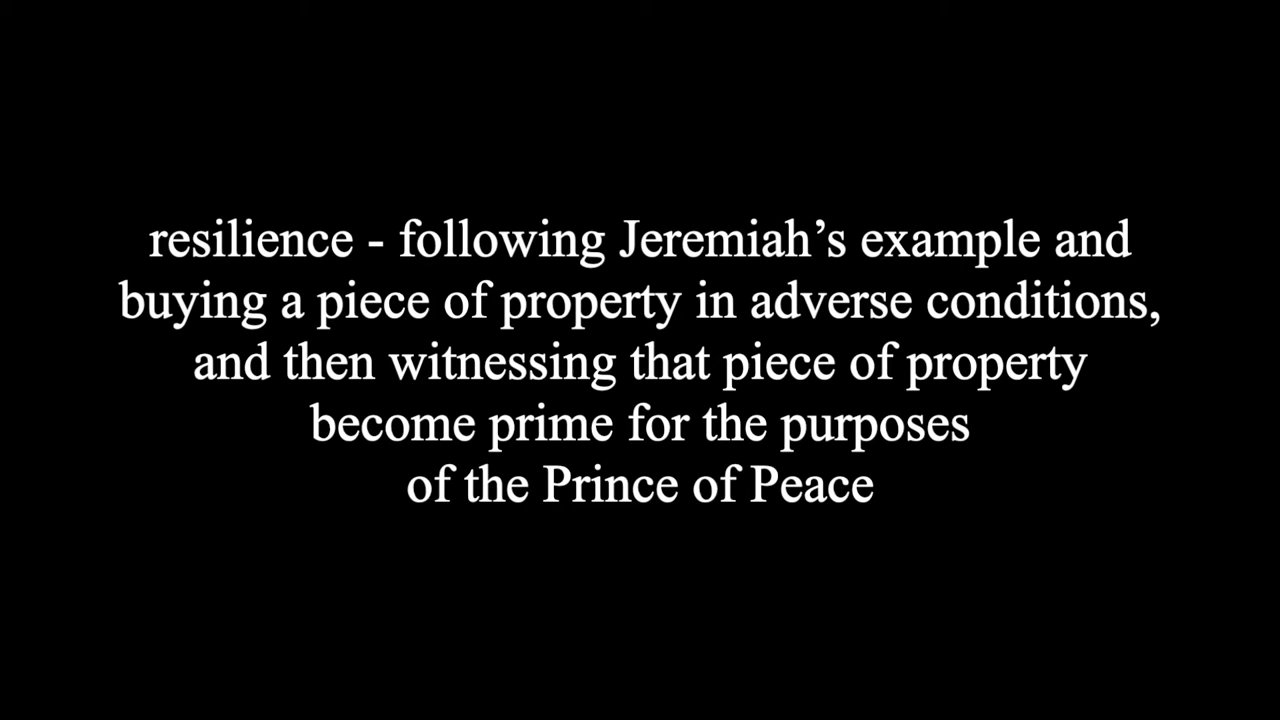 resilience - following Jeremiah’s example and
buying a piece of property in adverse conditions,
and then witnessing that piece of property
become prime for the purposes
of the Prince of Peace